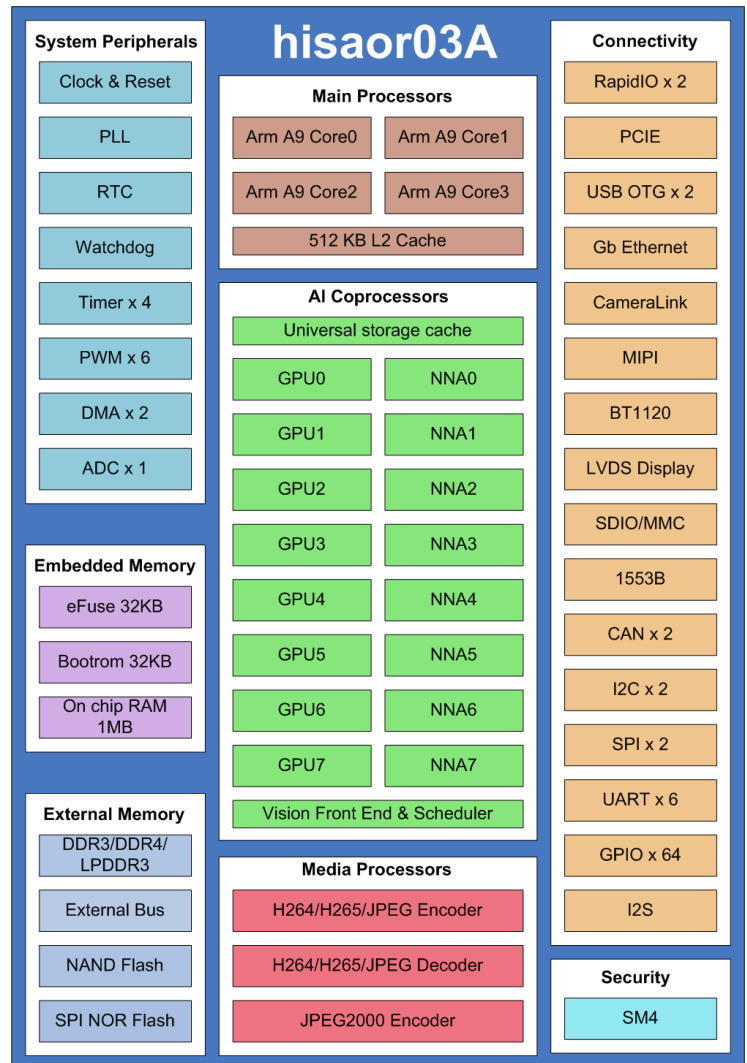 hisaor03A
System Peripherals
Clock & Reset
PLL
RTC
Watchdog
Timer x 4
PWM x 6
DMA x 2
ADC x 1
Embedded Memory
eFuse 32KB
Bootrom 32KB
On chip RAM
1MB
External Memory
DDR3/DDR4/
LPDDR3
External Bus
NAND Flash
SPI NOR Flash
Main Processors
Arm A9 Core0
Arm A9 Core1
Arm A9 Core2
Arm A9 Core3
512 KB L2 Cache
AI Coprocessors
Universal storage cache
GPU0
NNA0
GPU1
NNA1
GPU2
NNA2
GPU3
NNA3
GPU4
NNA4
GPU5
NNA5
GPU6
NNA6
GPU7
NNA7
Vision Front End & Scheduler
Media Processors
H264/H265/JPEG Encoder
H264/H265/JPEG Decoder
JPEG2000 Encoder
Connectivity
RapidIO x 2
PCIE
USB OTG x 2
Gb Ethernet
CameraLink
MIPI
BT1120
LVDS Display
SDIO/MMC
1553B
CAN x 2
I2C x 2
SPI x 2
UART x 6
GPIO x 64
I2S
Security
SM4